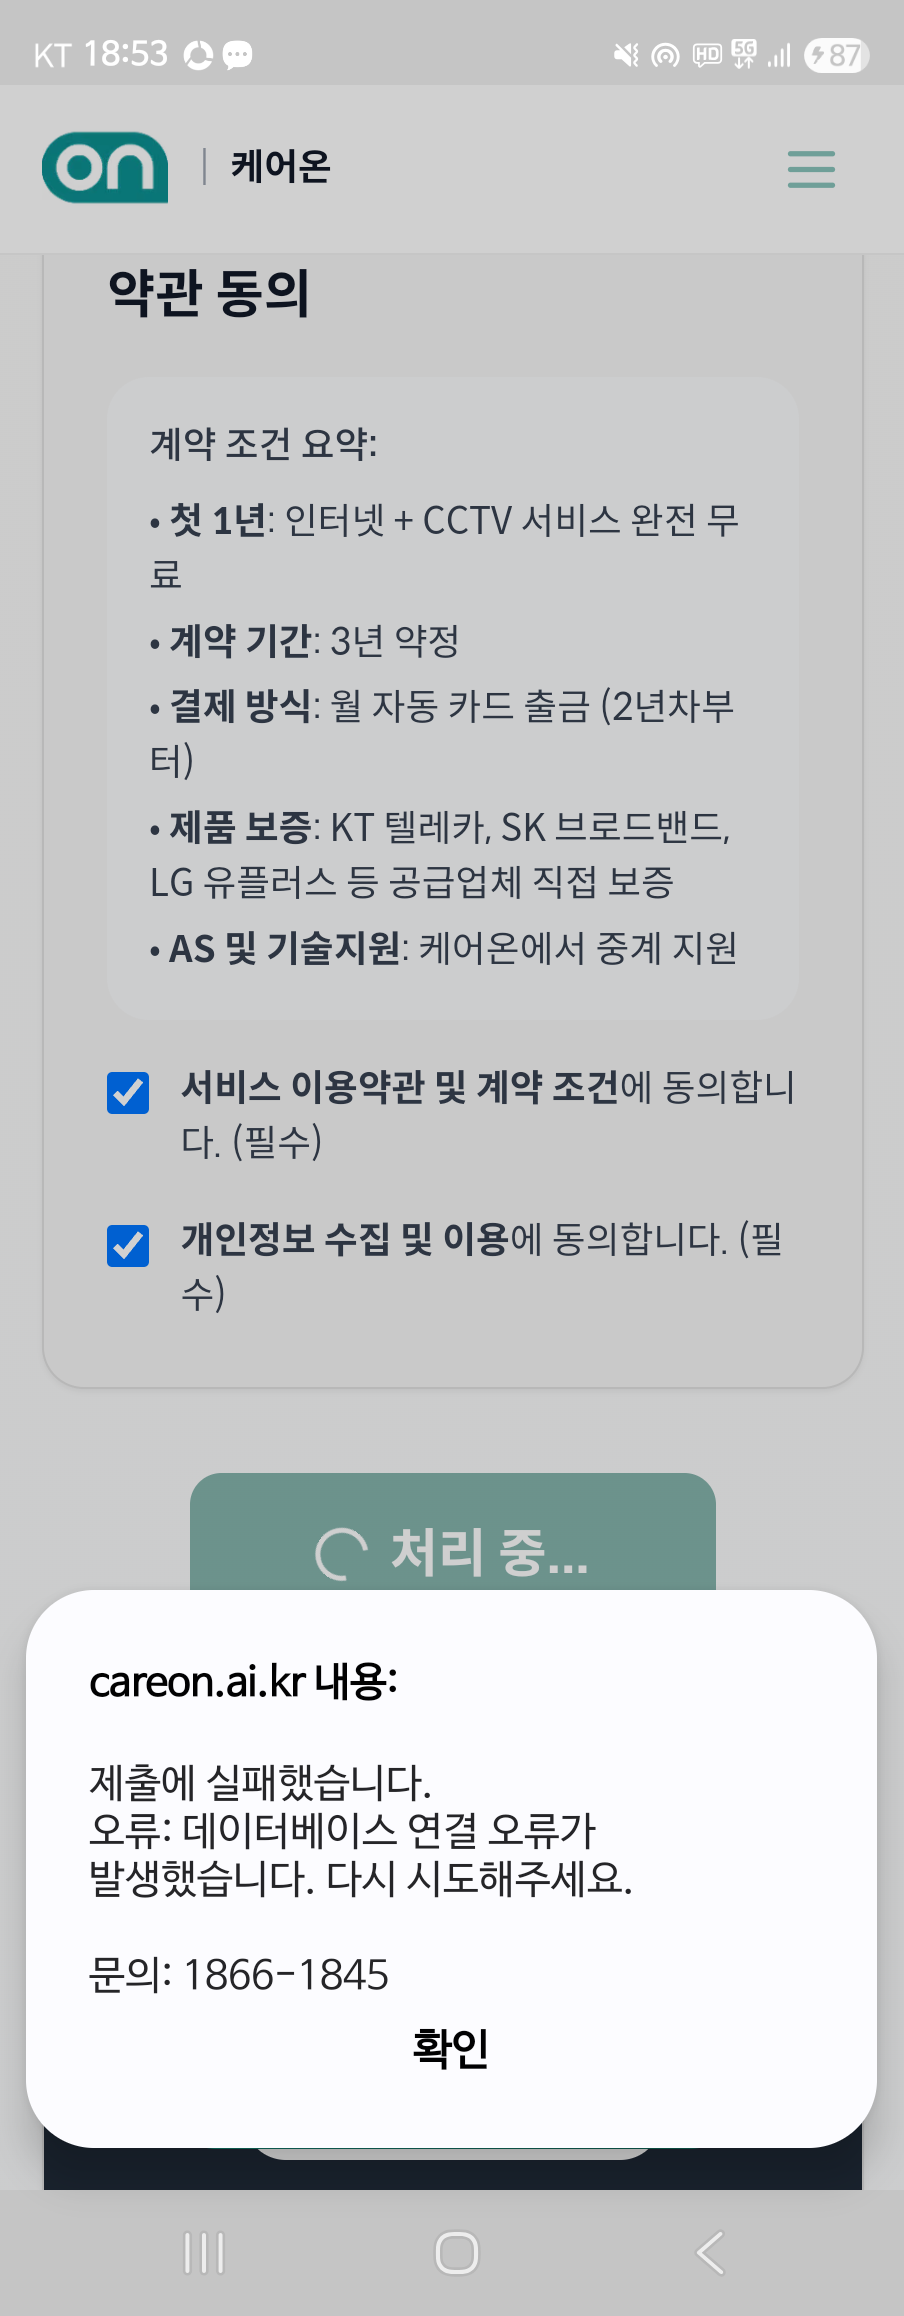 KT 18:53
HD 5G 87
on | 케어온
약관 동의
계약 조건 요약:
• 첫 1년: 인터넷 + CCTV 서비스 완전 무
료
• 계약 기간: 3년 약정
• 결제 방식: 월 자동 카드 출금 (2년차부
터)
• 제품 보증: KT 텔레카, SK 브로드밴드,
LG 유플러스 등 공급업체 직접 보증
• AS 및 기술지원: 케어온에서 중계 지원
서비스 이용약관 및 계약 조건에 동의합니
다. (필수)
개인정보 수집 및 이용에 동의합니다. (필
수)
처리 중...
careon.ai.kr 내용:
제출에 실패했습니다.
오류: 데이터베이스 연결 오류가
발생했습니다. 다시 시도해주세요.
문의: 1866-1845
확인